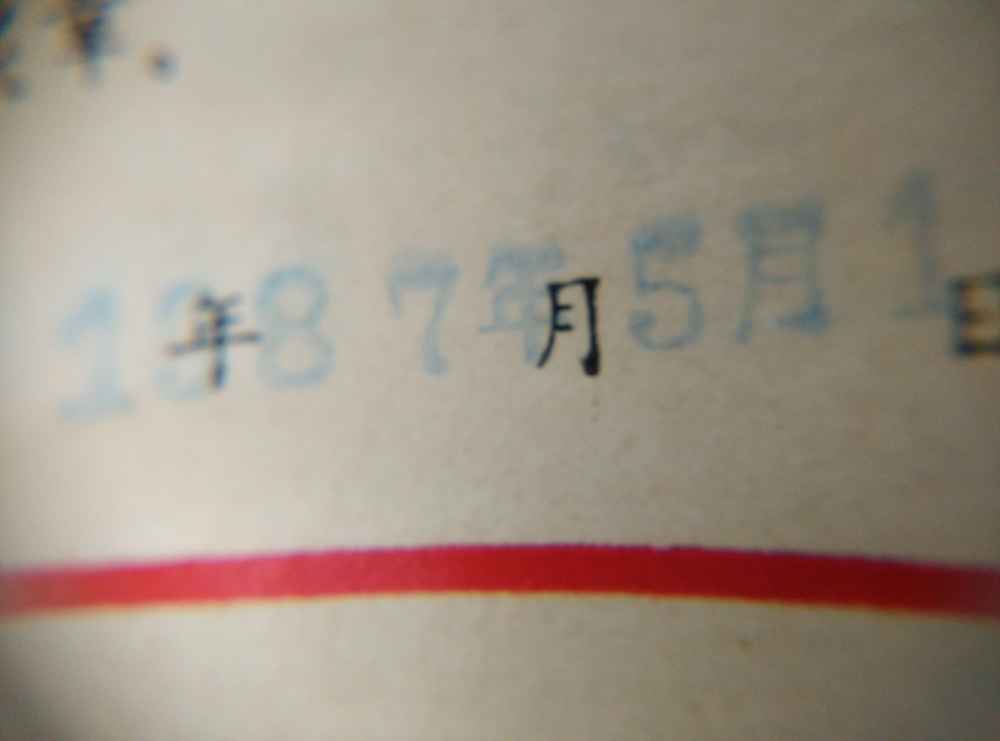 1987年5月1
年 月 日